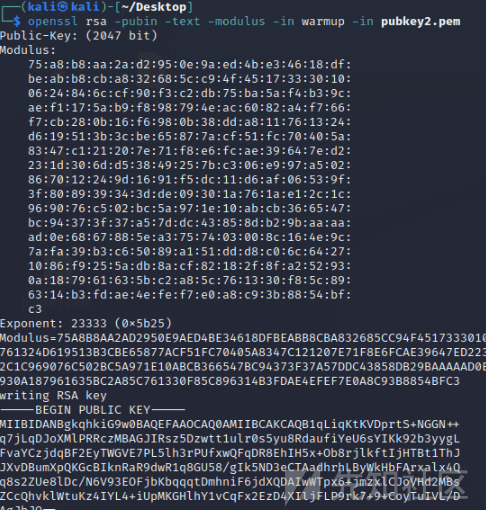 ┌──(kali㉿kali)-[~/Desktop]
└─$ openssl rsa -pubin -text -modulus -in warmup -in pubkey2.pem
Public-Key: (2047 bit)
Modulus:
75:a8:b8:aa:2a:d2:95:0e:9a:ed:4b:e3:46:18:df:
be:ab:b8:cb:a8:32:68:5c:c9:4f:45:17:33:30:10:
06:24:84:6c:cf:90:f3:c2:db:75:ba:5a:f4:b3:9c:
ae:f1:17:5a:b9:f8:98:79:4e:ac:60:82:a4:f7:66:
f7:cb:28:0b:16:f6:98:0b:38:dd:a8:11:76:13:24:
d6:19:51:3b:3c:be:65:87:7a:cf:51:fc:70:40:5a:
83:47:c1:21:20:7e:71:f8:e6:fc:ae:39:64:7e:d2:
23:1d:30:6d:d5:38:49:25:7b:c3:06:e9:97:a5:02:
86:70:12:24:9d:16:91:f5:dc:11:d6:af:06:53:9f:
3f:80:89:39:34:3d:de:09:30:1a:76:1a:e1:2c:1c:
96:90:76:c5:02:bc:5a:97:1e:10:ab:cb:36:65:47:
bc:94:37:3f:37:a5:7d:dc:43:85:8d:b2:9b:aa:aa:
ad:0e:68:67:88:5e:a3:75:74:03:00:8c:16:4e:9c:
7a:fa:39:b3:c6:50:89:a1:51:dd:d8:c0:6c:64:27:
10:86:f9:25:5a:db:8a:cf:82:18:2f:8f:a2:52:93:
0a:18:79:61:63:5b:c2:a8:5c:76:13:30:f8:5c:89:
63:14:b3:fd:ae:4e:fe:f7:e0:a8:c9:3b:88:54:bf:
c3
Exponent: 23333 (0×5b25)
Modulus=75A8B8AA2AD2950E9AED4BE34618DFBEABB8CBA832685CC94F4517333010
761324D619513B3CBE65877ACF51FC70405A8347C121207E71F8E6FCAE39647ED223
2C1C969076C502BC5A971E10ABCB366547BC94373F37A57DDC43858DB29BAAAAAD0E
930A187961635BC2A85C761330F85C896314B3FDAE4EFEF7E0A8C93B8854BFC3
writing RSA key
-----BEGIN PUBLIC KEY-----
MIIBIDANBgkqhkiG9w0BAQEFAAOCAQ0AMIIBCAKCAQB1qLiqKtKVDprtS+NGGN++
q7jLqDJoXMlPRRczMBAGJIRsz5Dzwtt1ulr0s5yu8RdaufiYeU6sYIKk92b3yygL
FvaYCzjdqBF2EyTWGVE7PL5lh3rPUfxwQFqDR8EhIH5x+Ob8rjlkftIjHTBt1ThJ
JXvDBumXpQKGcBIknRaR9dwR1q8GU58/gIk5ND3eCTAadhrhLByWkHbFArxalx4Q